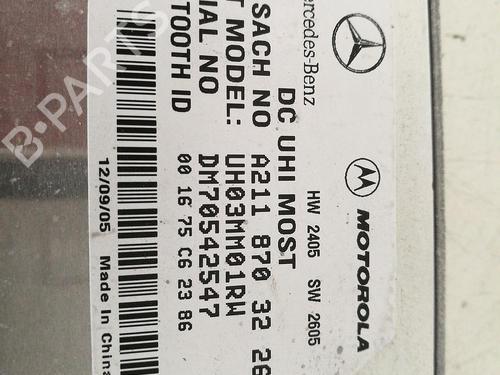 Mercedes-Benz
MOTOROLA
DC UHI MOST HW 2405 SW 2605
SACH NO A211 870 32 26
MODEL: UH03MM01RW
NO DM70542547
TOOTH ID 00 16 75 C6 23 86
12/09/05 Made in China
B-PARTS